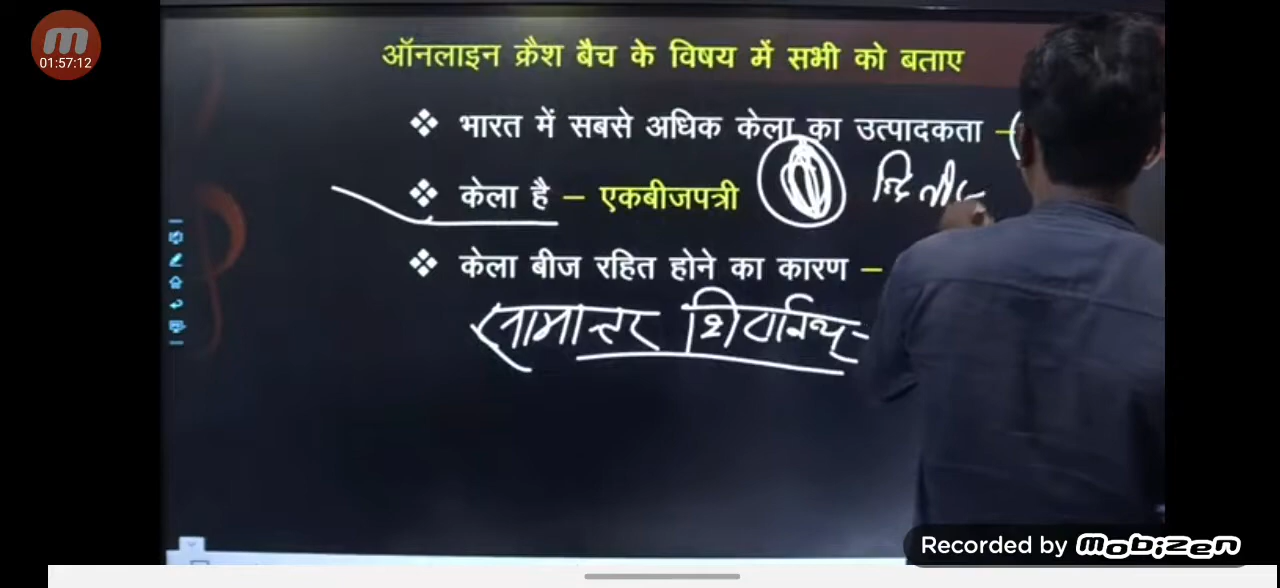 01:57:12
ऑनलाइन क्रैश बैच के विषय में सभी को बताए
❖ भारत में सबसे अधिक केला का उत्पादकता –
❖ केला है – एकबीजपत्री
❖ केला बीज रहित होने का कारण –
सामान्तर
Recorded by mobizen